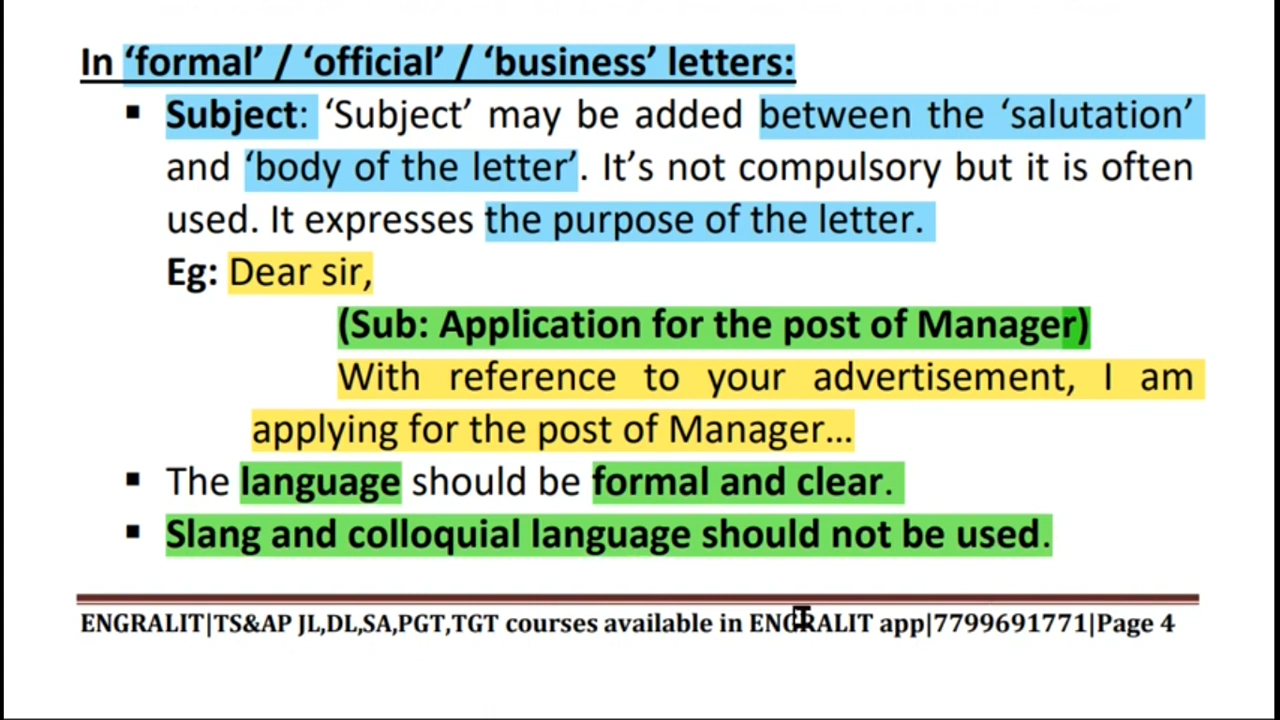 In ‘formal’ / ‘official’ / ‘business’ letters:
▪ Subject: ‘Subject’ may be added between the ‘salutation’
and ‘body of the letter’. It’s not compulsory but it is often
used. It expresses the purpose of the letter.
Eg: Dear sir,
(Sub: Application for the post of Manager)
With reference to your advertisement, I am
applying for the post of Manager...
▪ The language should be formal and clear.
▪ Slang and colloquial language should not be used.
ENGRALIT|TS&AP JL,DL,SA,PGT,TGT courses available in ENGRALIT app|7799691771|Page 4